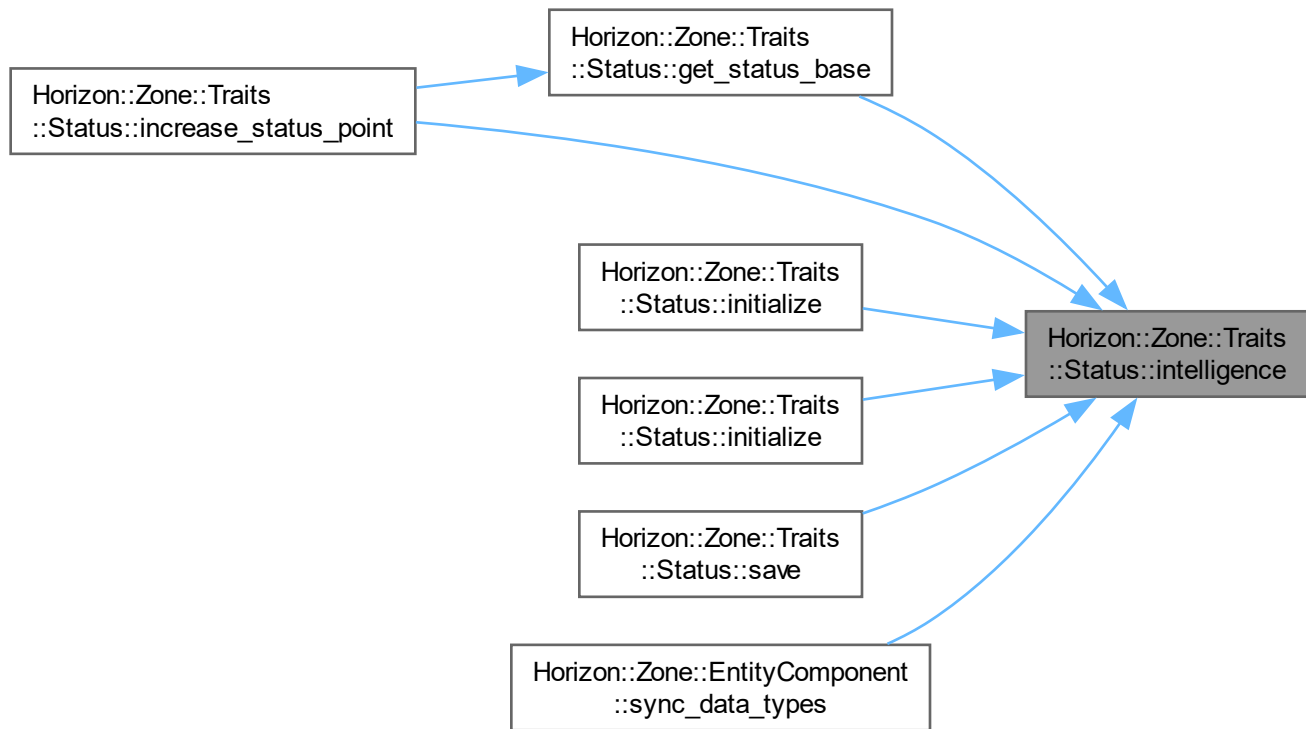 Horizon::Zone::Traits
::Status::get_status_base
Horizon::Zone::Traits
::Status::increase_status_point
Horizon::Zone::Traits
::Status::initialize
Horizon::Zone::Traits
::Status::intelligence
Horizon::Zone::Traits
::Status::initialize
Horizon::Zone::Traits
::Status::save
Horizon::Zone::EntityComponent
::sync_data_types